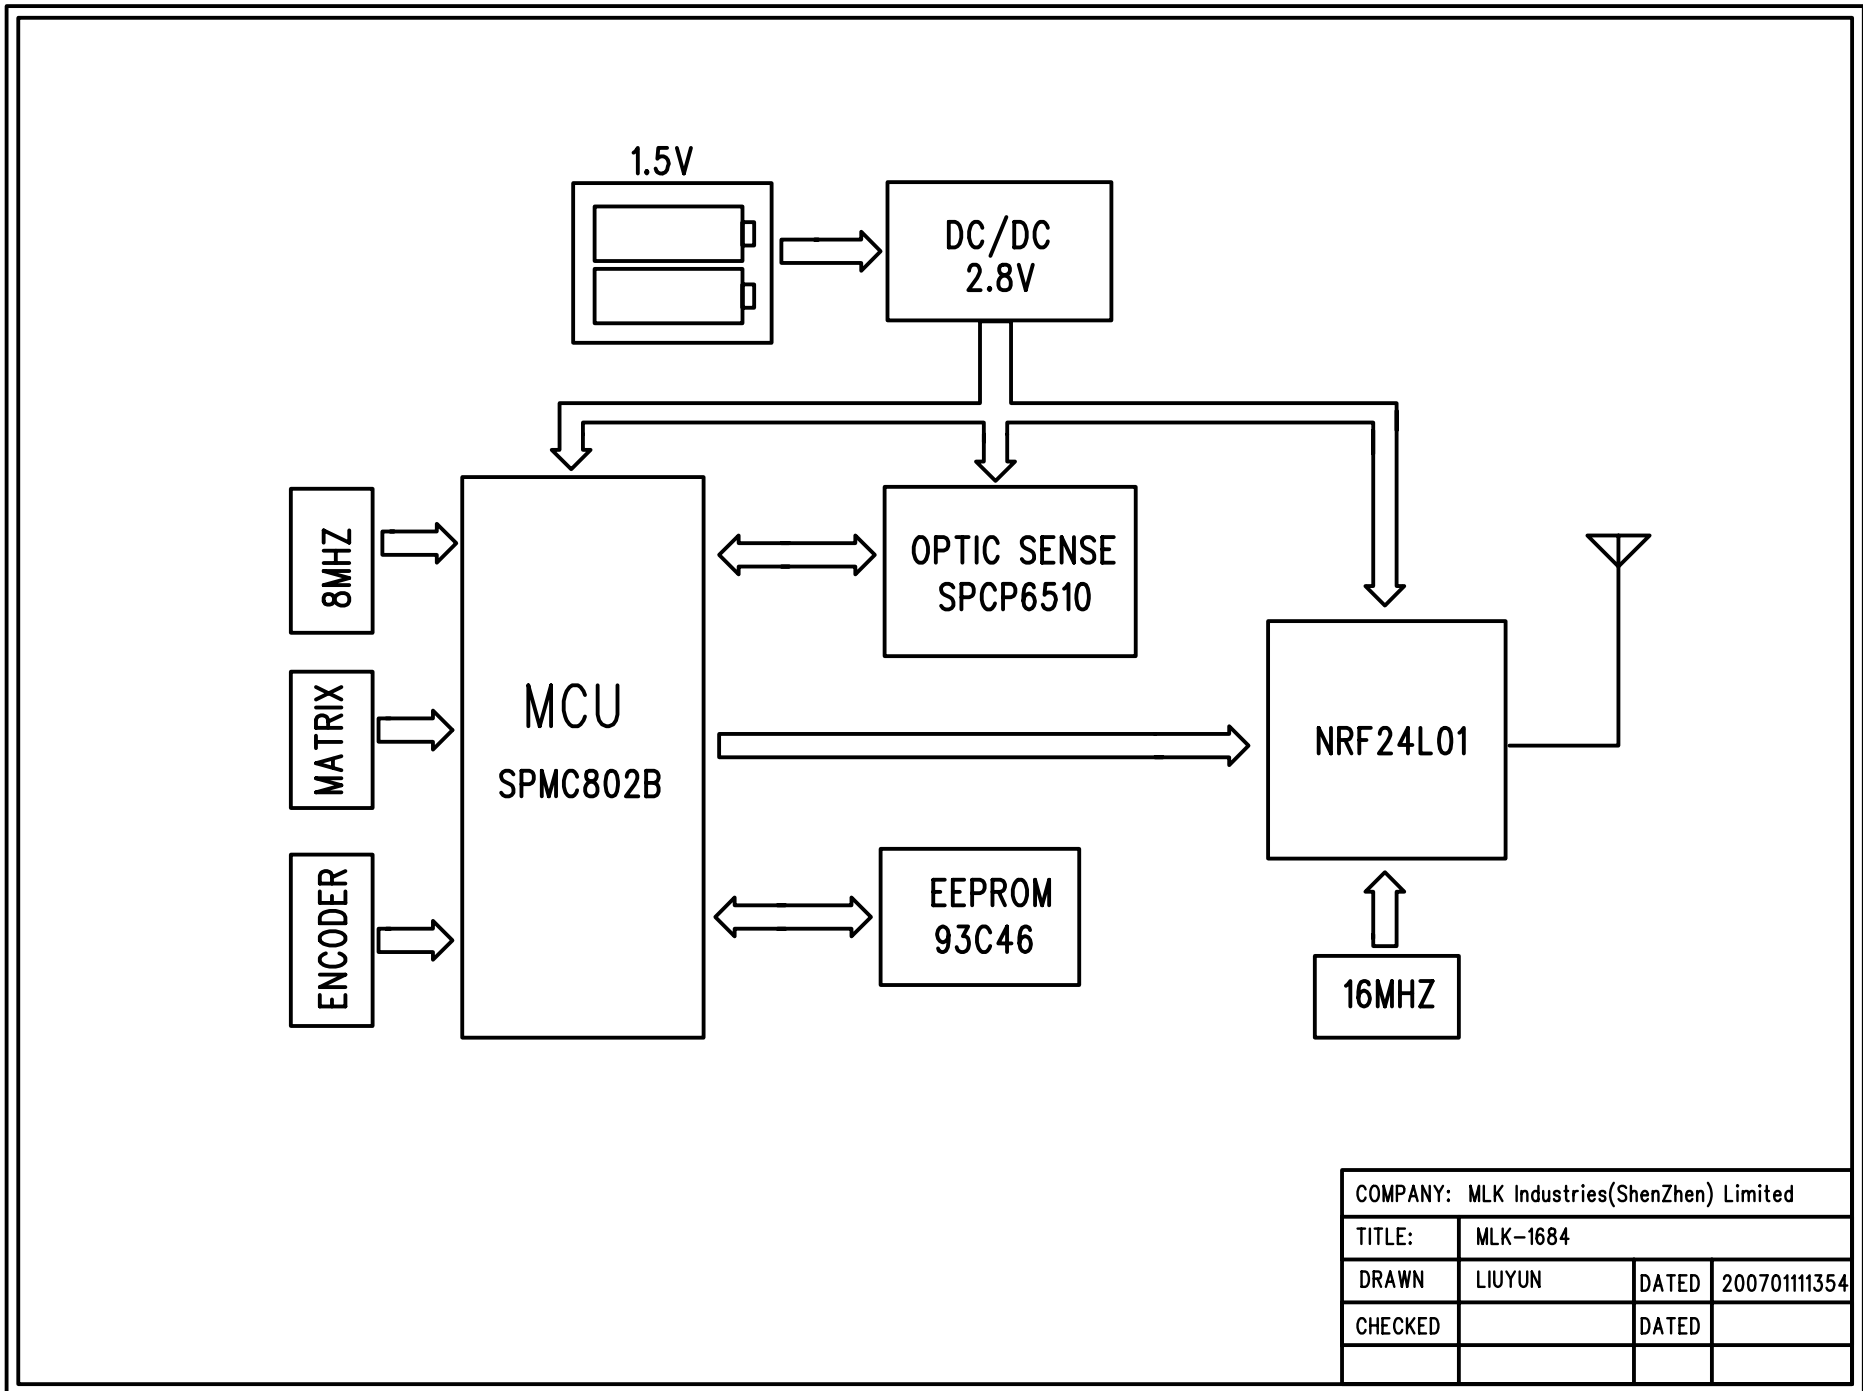 1.5V
DC/DC
2.8V
8MHZ
OPTIC SENSE
SPCP6510
MATRIX
MCU
SPMC802B
NRF24L01
ENCODER
EEPROM
93C46
16MHZ
COMPANY: MLK Industries(ShenZhen) Limited
TITLE: MLK-1684
DRAWN LIUYUN DATED 200701111354
CHECKED DATED